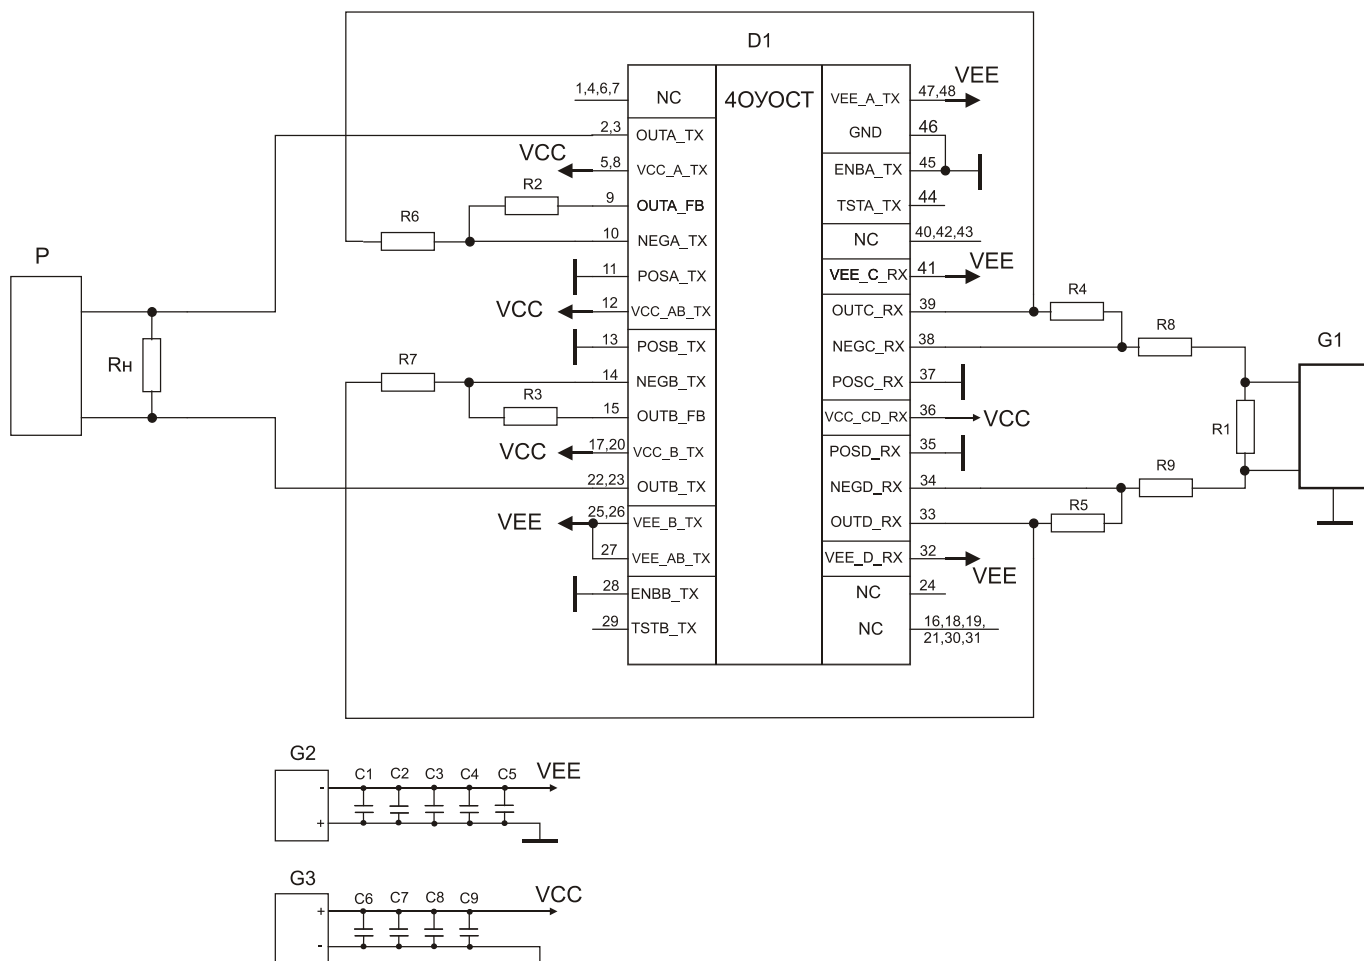 D1
4ОУОСТ
1,4,6,7 NC
2,3 OUTA_TX
VCC 5,8 VCC_A_TX
R2 9 OUTA_FB
R6 10 NEGA_TX
11 POSA_TX
VCC 12 VCC_AB_TX
13 POSB_TX
R7 14 NEGB_TX
R3 15 OUTB_FB
VCC 17,20 VCC_B_TX
22,23 OUTB_TX
VEE 25,26 VEE_B_TX
27 VEE_AB_TX
28 ENBB_TX
29 TSTB_TX
VEE_A_TX 47,48 VEE
GND 46
ENBA_TX 45
TSTA_TX 44
NC 40,42,43
VEE_C_RX 41 VEE
OUTC_RX 39 R4
NEGC_RX 38 R8
POSC_RX 37
VCC_CD_RX 36 VCC
POSD_RX 35
NEGD_RX 34 R9
OUTD_RX 33 R5
VEE_D_RX 32 VEE
NC 24
NC 16,18,19,
21,30,31
P
Rн
G1
R1
G2
- C1 C2 C3 C4 C5 VEE
+
G3
+ C6 C7 C8 C9 VCC
-